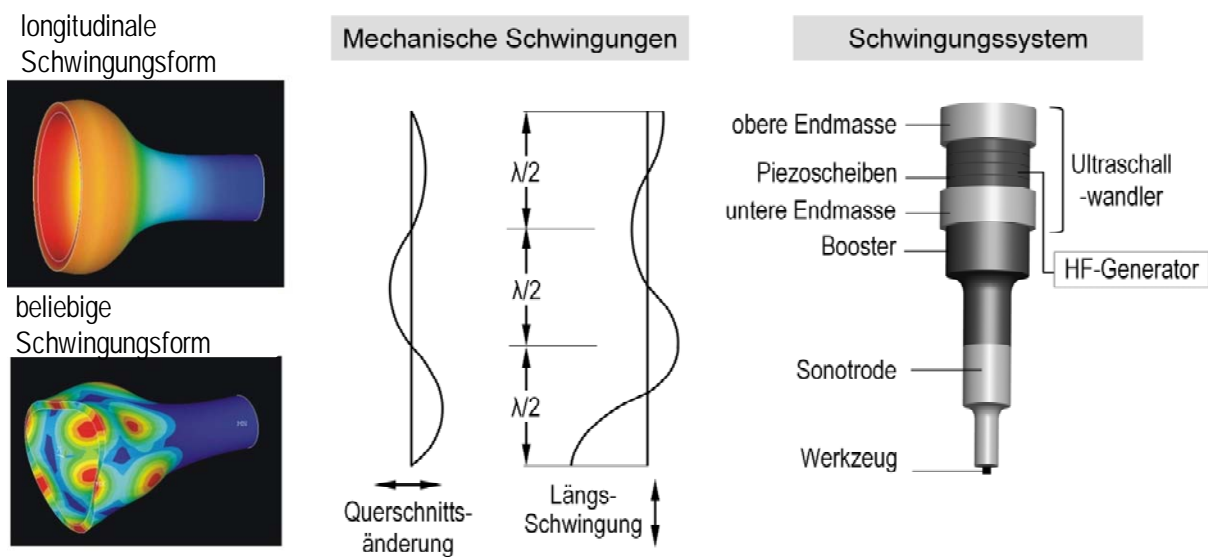 longitudinale
Schwingungsform
beliebige
Schwingungsform
Mechanische Schwingungen
λ/2
λ/2
λ/2
Querschnitts-
änderung
Längs-
Schwingung
Schwingungssystem
obere Endmasse
Piezoscheiben
untere Endmasse
Booster
Ultraschall
-wandler
HF-Generator
Sonotrode
Werkzeug